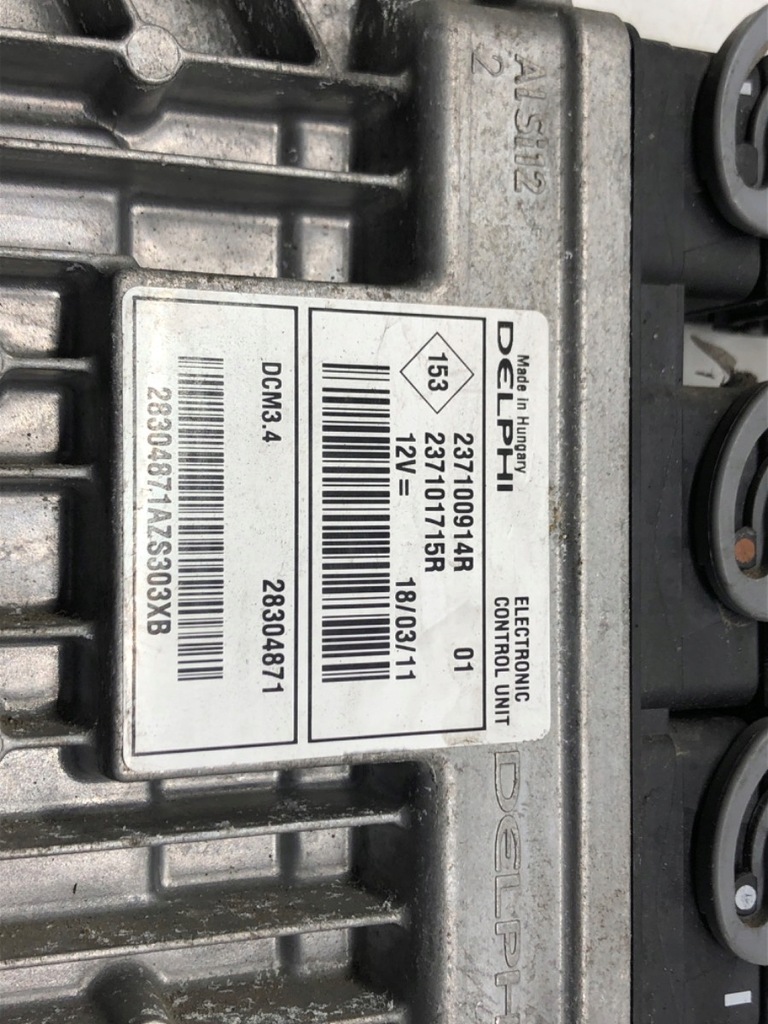 AlSi12
2
Made in Hungary
DELPHI
ELECTRONIC
CONTROL UNIT
153
237100914R 01
237101715R
12V= 18/03/11
DCM3.4 28304871
28304871AZS303XB
DELPHI